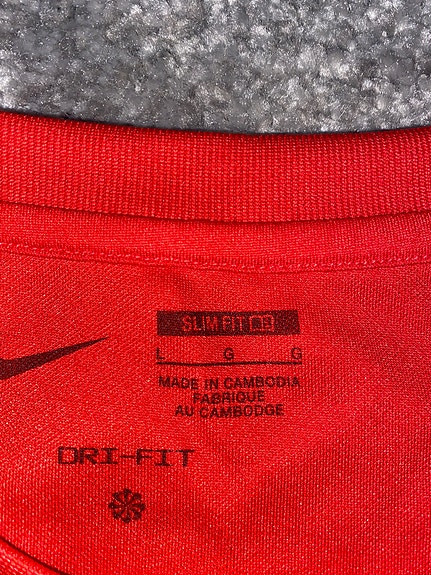 SLIM FIT
L G G
MADE IN CAMBODIA
FABRIQUE
AU CAMBODGE
DRI-FIT